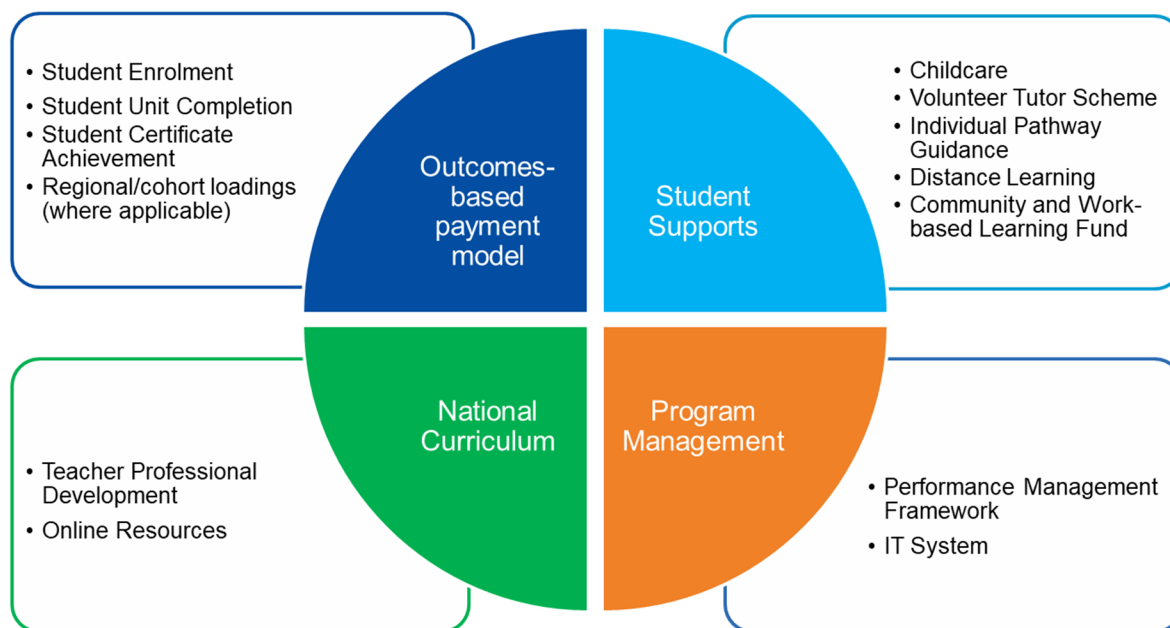 • Student Enrolment
• Student Unit Completion
• Student Certificate
Achievement
• Regional/cohort loadings
(where applicable)
Outcomes-
based
payment
model
Student
Supports
• Childcare
• Volunteer Tutor Scheme
• Individual Pathway
Guidance
• Distance Learning
• Community and Work-
based Learning Fund
• Teacher Professional
Development
• Online Resources
National
Curriculum
Program
Management
• Performance Management
Framework
• IT System